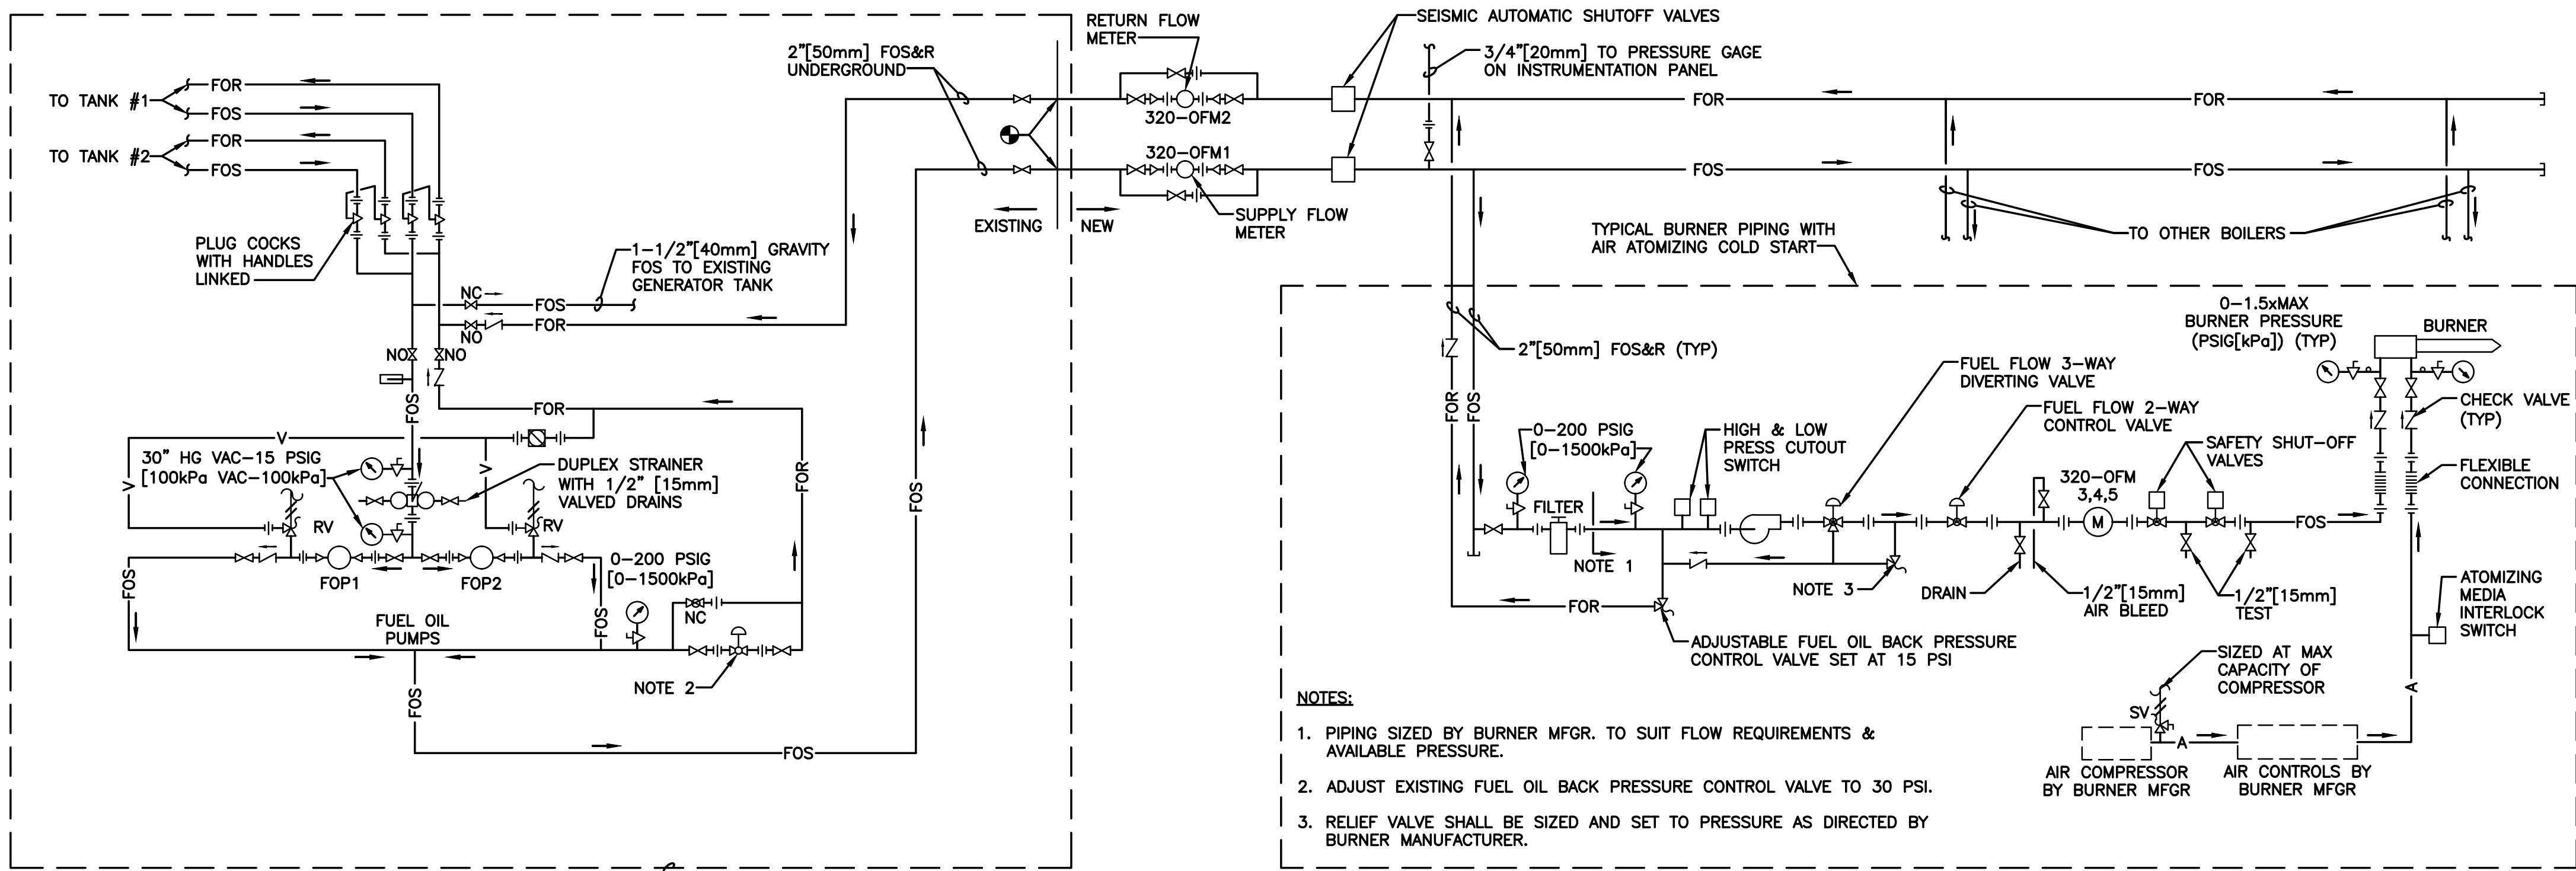 RETURN FLOW
METER
SEISMIC AUTOMATIC SHUTOFF VALVES
2"[50mm] FOS&R
UNDERGROUND
3/4"[20mm] TO PRESSURE GAGE
ON INSTRUMENTATION PANEL
TO TANK #1
FOR
FOS
TO TANK #2
FOR
FOS
320-OFM2
FOR
FOR
320-OFM1
FOS
FOS
EXISTING
NEW
SUPPLY FLOW
METER
TO OTHER BOILERS
PLUG COCKS
WITH HANDLES
LINKED
1-1/2"[40mm] GRAVITY
FOS TO EXISTING
GENERATOR TANK
NC
FOS
FOR
NO
NO
NO
FOS
FOR
V
V
V
30" HG VAC-15 PSIG
[100kPa VAC-100kPa]
DUPLEX STRAINER
WITH 1/2" [15mm]
VALVED DRAINS
FOR
FOS
RV
RV
FOP1
FOP2
0-200 PSIG
[0-1500kPa]
FOS
FOS
NC
FUEL OIL
PUMPS
NOTE 2
FOS
FOS
TYPICAL BURNER PIPING WITH
AIR ATOMIZING COLD START
2"[50mm] FOS&R (TYP)
FOR
FOS
0-1.5xMAX
BURNER PRESSURE
(PSIG[kPa]) (TYP)
BURNER
FUEL FLOW 3-WAY
DIVERTING VALVE
FUEL FLOW 2-WAY
CONTROL VALVE
CHECK VALVE
(TYP)
0-200 PSIG
[0-1500kPa]
HIGH & LOW
PRESS CUTOUT
SWITCH
SAFETY SHUT-OFF
VALVES
FLEXIBLE
CONNECTION
FILTER
320-OFM
3,4,5
M
FOS
NOTE 1
NOTE 3
DRAIN
1/2"[15mm]
AIR BLEED
1/2"[15mm]
TEST
FOR
ATOMIZING
MEDIA
INTERLOCK
SWITCH
ADJUSTABLE FUEL OIL BACK PRESSURE
CONTROL VALVE SET AT 15 PSI
SIZED AT MAX
CAPACITY OF
COMPRESSOR
A
SV
A
AIR COMPRESSOR
BY BURNER MFGR
AIR CONTROLS BY
BURNER MFGR
NOTES:
1. PIPING SIZED BY BURNER MFGR. TO SUIT FLOW REQUIREMENTS &
AVAILABLE PRESSURE.
2. ADJUST EXISTING FUEL OIL BACK PRESSURE CONTROL VALVE TO 30 PSI.
3. RELIEF VALVE SHALL BE SIZED AND SET TO PRESSURE AS DIRECTED BY
BURNER MANUFACTURER.